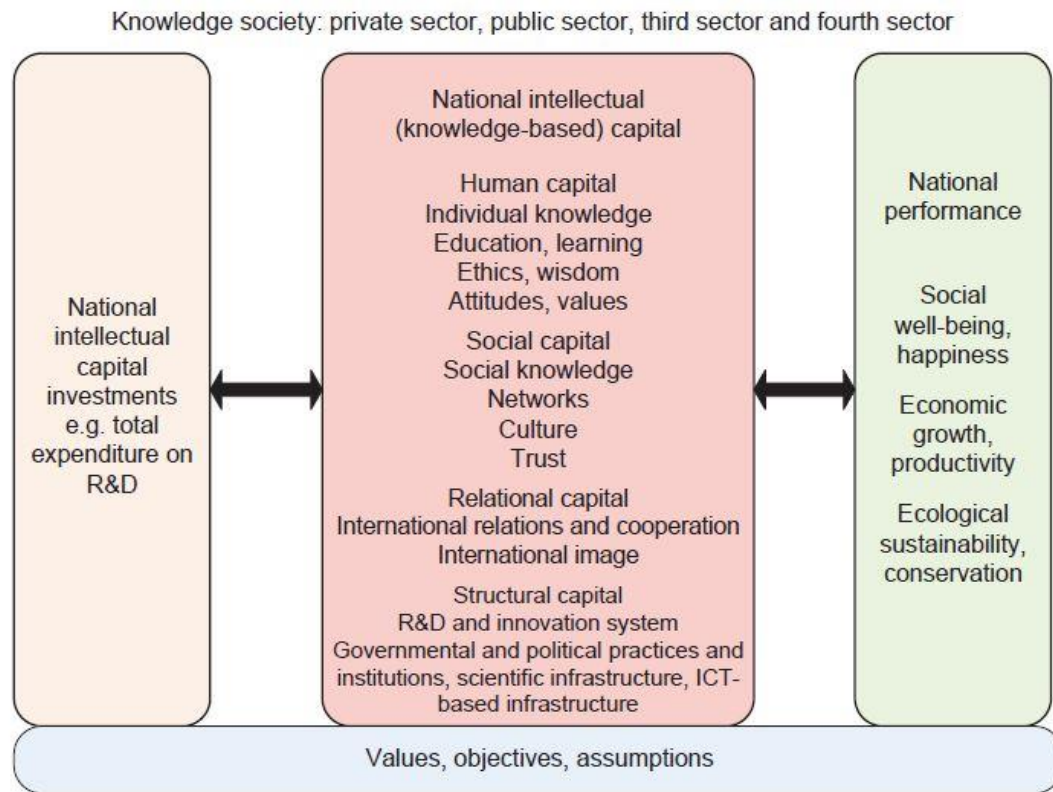 Knowledge society: private sector, public sector, third sector and fourth sector
National
intellectual
capital
investments
e.g. total
expenditure on
R&D
National intellectual
(knowledge-based) capital
Human capital
Individual knowledge
Education, learning
Ethics, wisdom
Attitudes, values
Social capital
Social knowledge
Networks
Culture
Trust
Relational capital
International relations and cooperation
International image
Structural capital
R&D and innovation system
Governmental and political practices and
institutions, scientific infrastructure, ICT-
based infrastructure
National
performance
Social
well-being,
happiness
Economic
growth,
productivity
Ecological
sustainability,
conservation
Values, objectives, assumptions